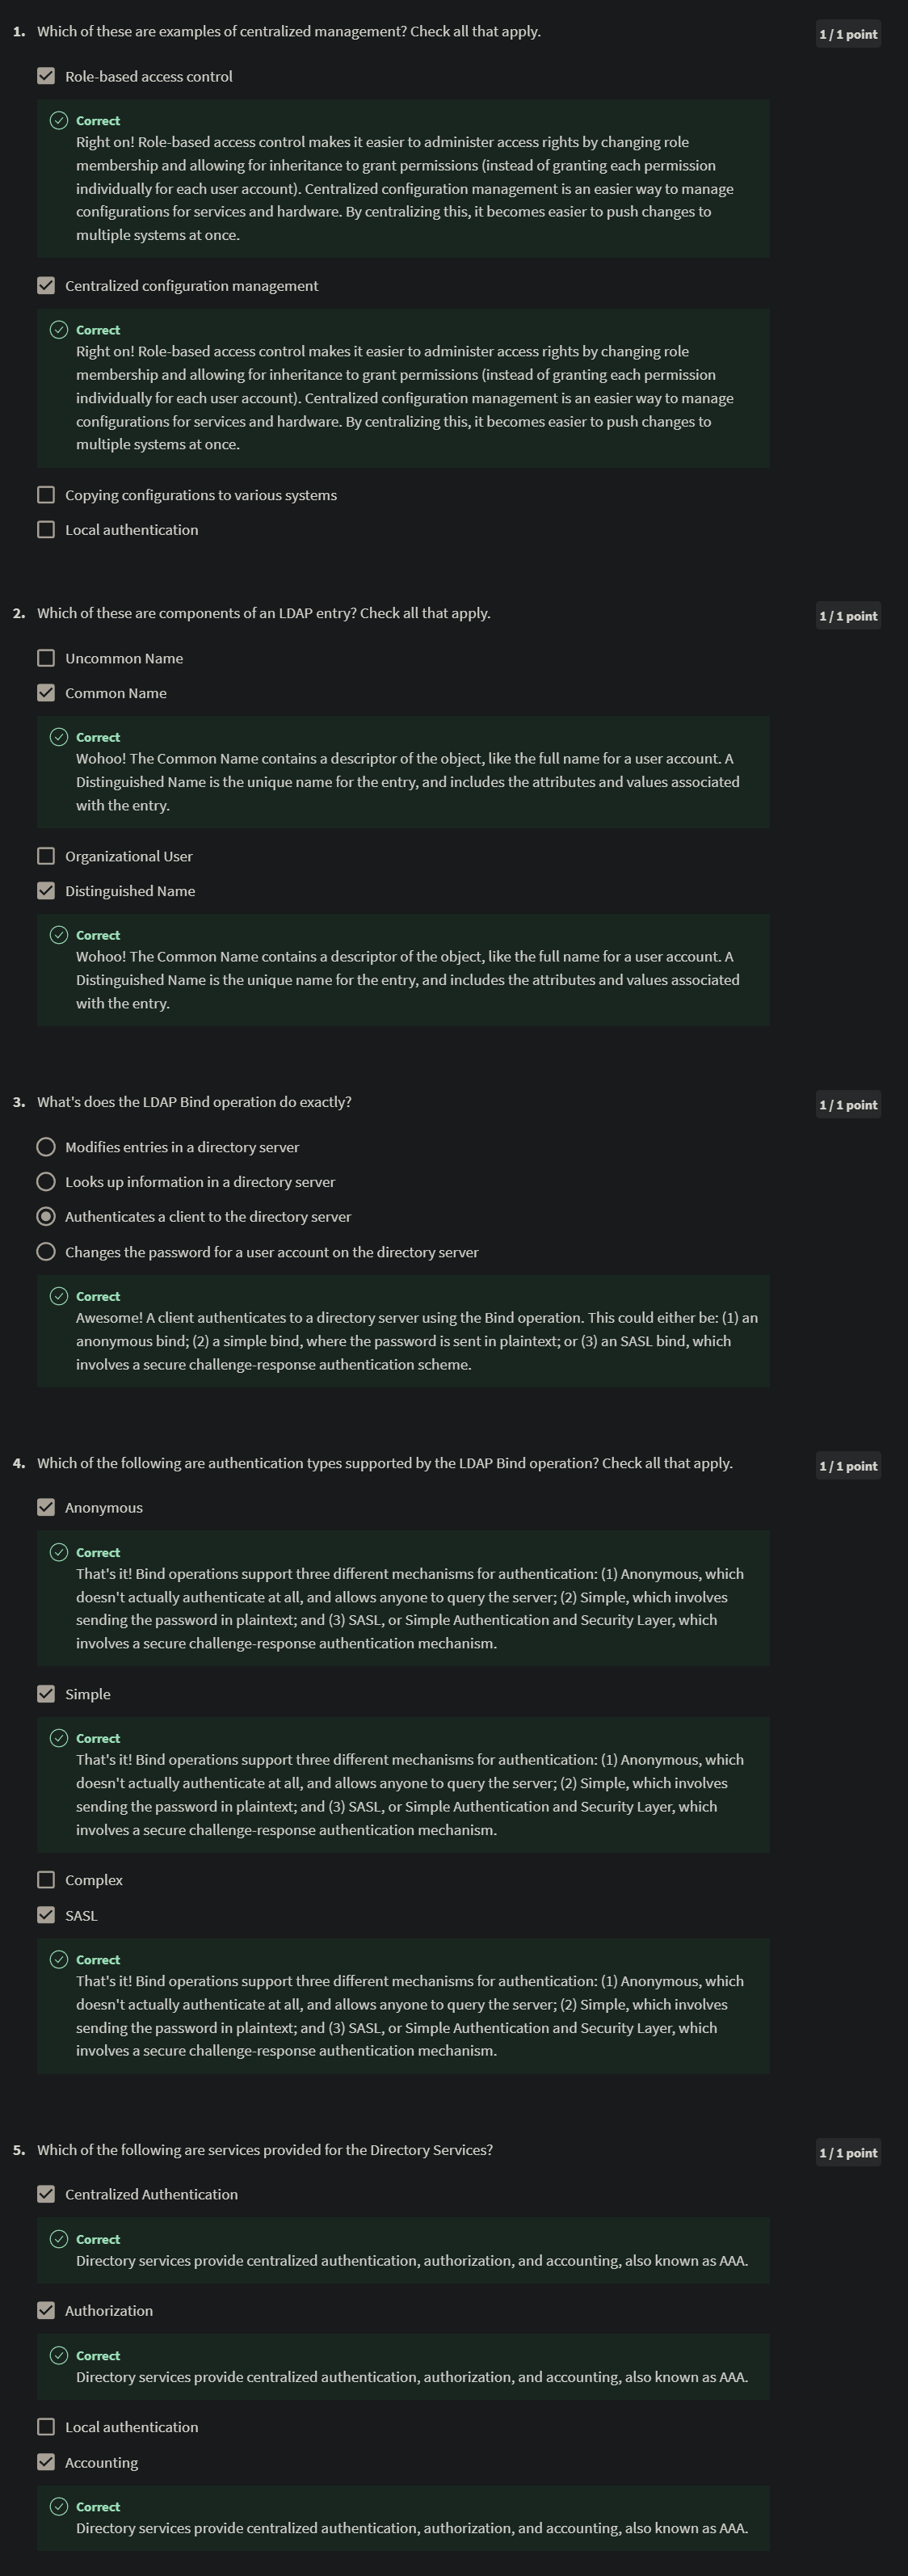 1. Which of these are examples of centralized management? Check all that apply.
1 / 1 point
Role-based access control
Correct
Right on! Role-based access control makes it easier to administer access rights by changing role
membership and allowing for inheritance to grant permissions (instead of granting each permission
individually for each user account). Centralized configuration management is an easier way to manage
configurations for services and hardware. By centralizing this, it becomes easier to push changes to
multiple systems at once.
Centralized configuration management
Correct
Right on! Role-based access control makes it easier to administer access rights by changing role
membership and allowing for inheritance to grant permissions (instead of granting each permission
individually for each user account). Centralized configuration management is an easier way to manage
configurations for services and hardware. By centralizing this, it becomes easier to push changes to
multiple systems at once.
Copying configurations to various systems
Local authentication
2. Which of these are components of an LDAP entry? Check all that apply.
1 / 1 point
Uncommon Name
Common Name
Correct
Wohoo! The Common Name contains a descriptor of the object, like the full name for a user account. A
Distinguished Name is the unique name for the entry, and includes the attributes and values associated
with the entry.
Organizational User
Distinguished Name
Correct
Wohoo! The Common Name contains a descriptor of the object, like the full name for a user account. A
Distinguished Name is the unique name for the entry, and includes the attributes and values associated
with the entry.
3. What's does the LDAP Bind operation do exactly?
1 / 1 point
Modifies entries in a directory server
Looks up information in a directory server
Authenticates a client to the directory server
Changes the password for a user account on the directory server
Correct
Awesome! A client authenticates to a directory server using the Bind operation. This could either be: (1) an
anonymous bind; (2) a simple bind, where the password is sent in plaintext; or (3) an SASL bind, which
involves a secure challenge-response authentication scheme.
4. Which of the following are authentication types supported by the LDAP Bind operation? Check all that apply.
1 / 1 point
Anonymous
Correct
That's it! Bind operations support three different mechanisms for authentication: (1) Anonymous, which
doesn't actually authenticate at all, and allows anyone to query the server; (2) Simple, which involves
sending the password in plaintext; and (3) SASL, or Simple Authentication and Security Layer, which
involves a secure challenge-response authentication mechanism.
Simple
Correct
That's it! Bind operations support three different mechanisms for authentication: (1) Anonymous, which
doesn't actually authenticate at all, and allows anyone to query the server; (2) Simple, which involves
sending the password in plaintext; and (3) SASL, or Simple Authentication and Security Layer, which
involves a secure challenge-response authentication mechanism.
Complex
SASL
Correct
That's it! Bind operations support three different mechanisms for authentication: (1) Anonymous, which
doesn't actually authenticate at all, and allows anyone to query the server; (2) Simple, which involves
sending the password in plaintext; and (3) SASL, or Simple Authentication and Security Layer, which
involves a secure challenge-response authentication mechanism.
5. Which of the following are services provided for the Directory Services?
1 / 1 point
Centralized Authentication
Correct
Directory services provide centralized authentication, authorization, and accounting, also known as AAA.
Authorization
Correct
Directory services provide centralized authentication, authorization, and accounting, also known as AAA.
Local authentication
Accounting
Correct
Directory services provide centralized authentication, authorization, and accounting, also known as AAA.